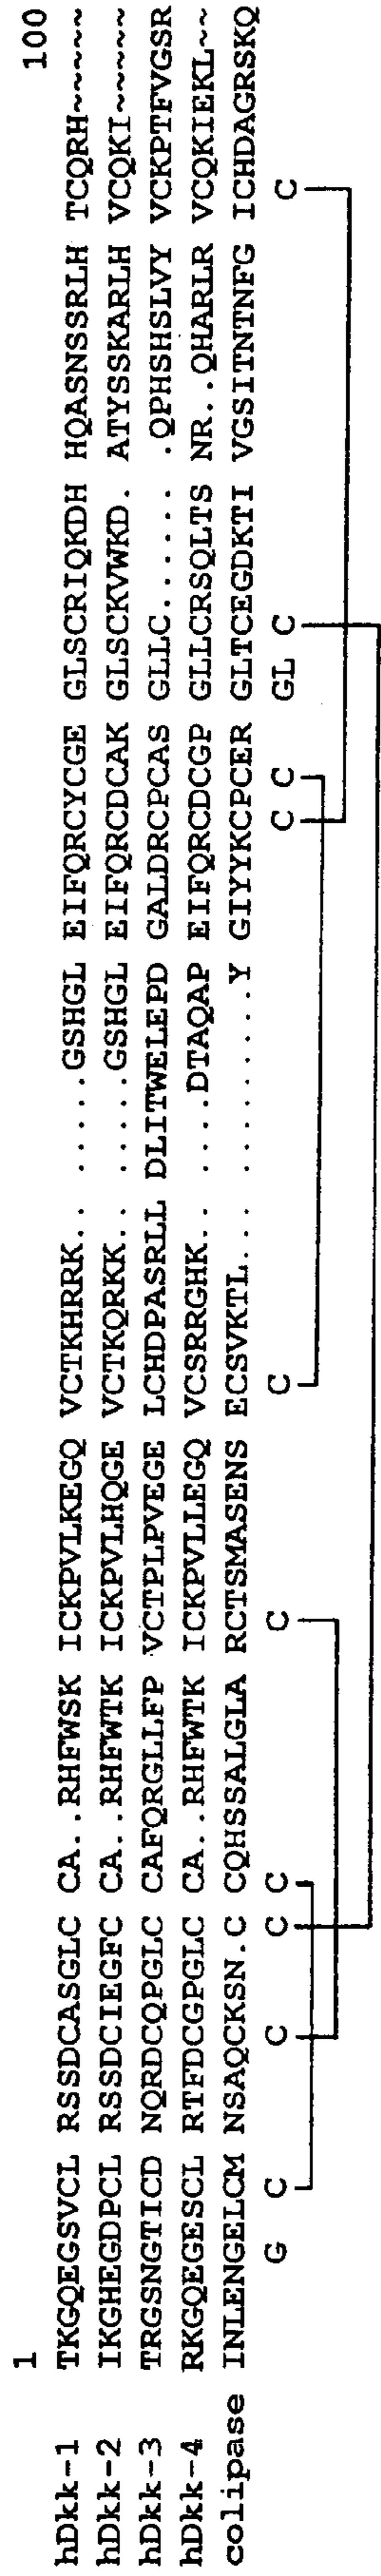 1 100
hDkk-1 TKGQEGSVCL RSSDCASGLC CA..RHFWSK ICKPVLKEGQ VCTKHRRK.. .....GSHGL EIFQRCYCGE GLSCRIQKDH HQASNSSRLH TCQRH~~~~~
hDkk-2 IKGHEGDPCL RSSDCIEGFC CA..RHFWTK ICKPVLHQGE VCTKQRKK.. .....GSHGL EIFQRCDCAK GLSCKVWKD. ATYSSKARLH VCQKI~~~~~
hDkk-3 TRGSNGTICD NQRDCQPGLC CAFQRGLLFP VCTPLPVEGE LCHDPASRLL DLITWELEPD GALDRCPCAS GLLC...... .QPHSHSLVY VCKPTFVGSR
hDkk-4 RKGQEGESCL RTFDCGPGLC CA..RHFWTK ICKPVLLEGQ VCSRRGHK.. ....DTAQAP EIFQRCDCGP GLLCRSQLTS NR..QHARLR VCQKIEKL~~
colipase INLENGELCM NSAQCKSN.C CQHSSALGLA RCTSMASENS ECSVKTL... .........Y GIYYKCPCER GLTCEGDKTI VGSITNTNFG ICHDAGRSKQ
G C C C C C C C C GL C C